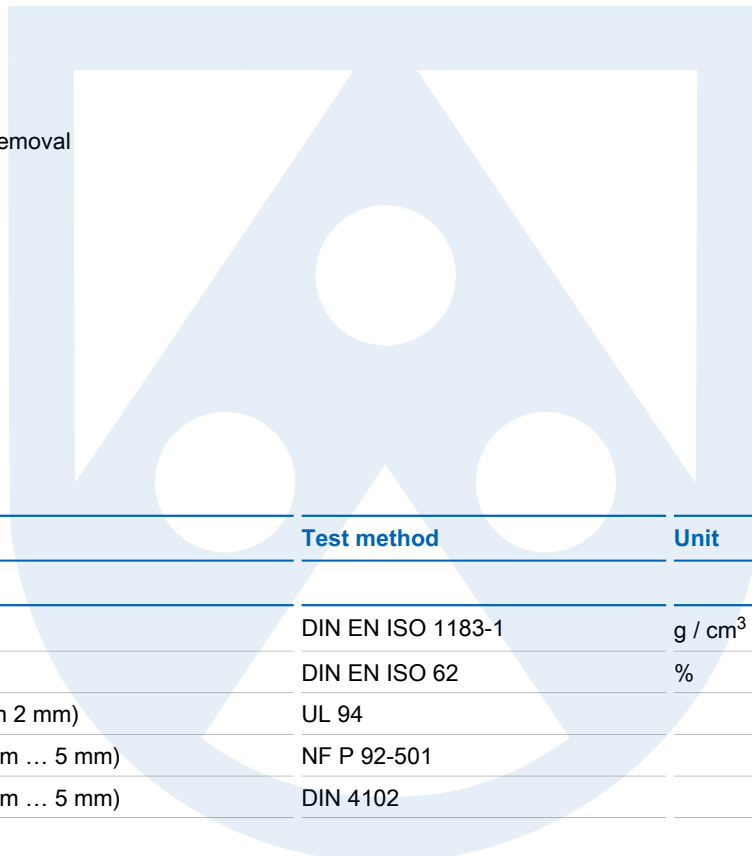 emoval
Test method Unit
DIN EN ISO 1183-1 g / cm³
DIN EN ISO 62 %
m 2 mm) UL 94
m … 5 mm) NF P 92-501
m … 5 mm) DIN 4102